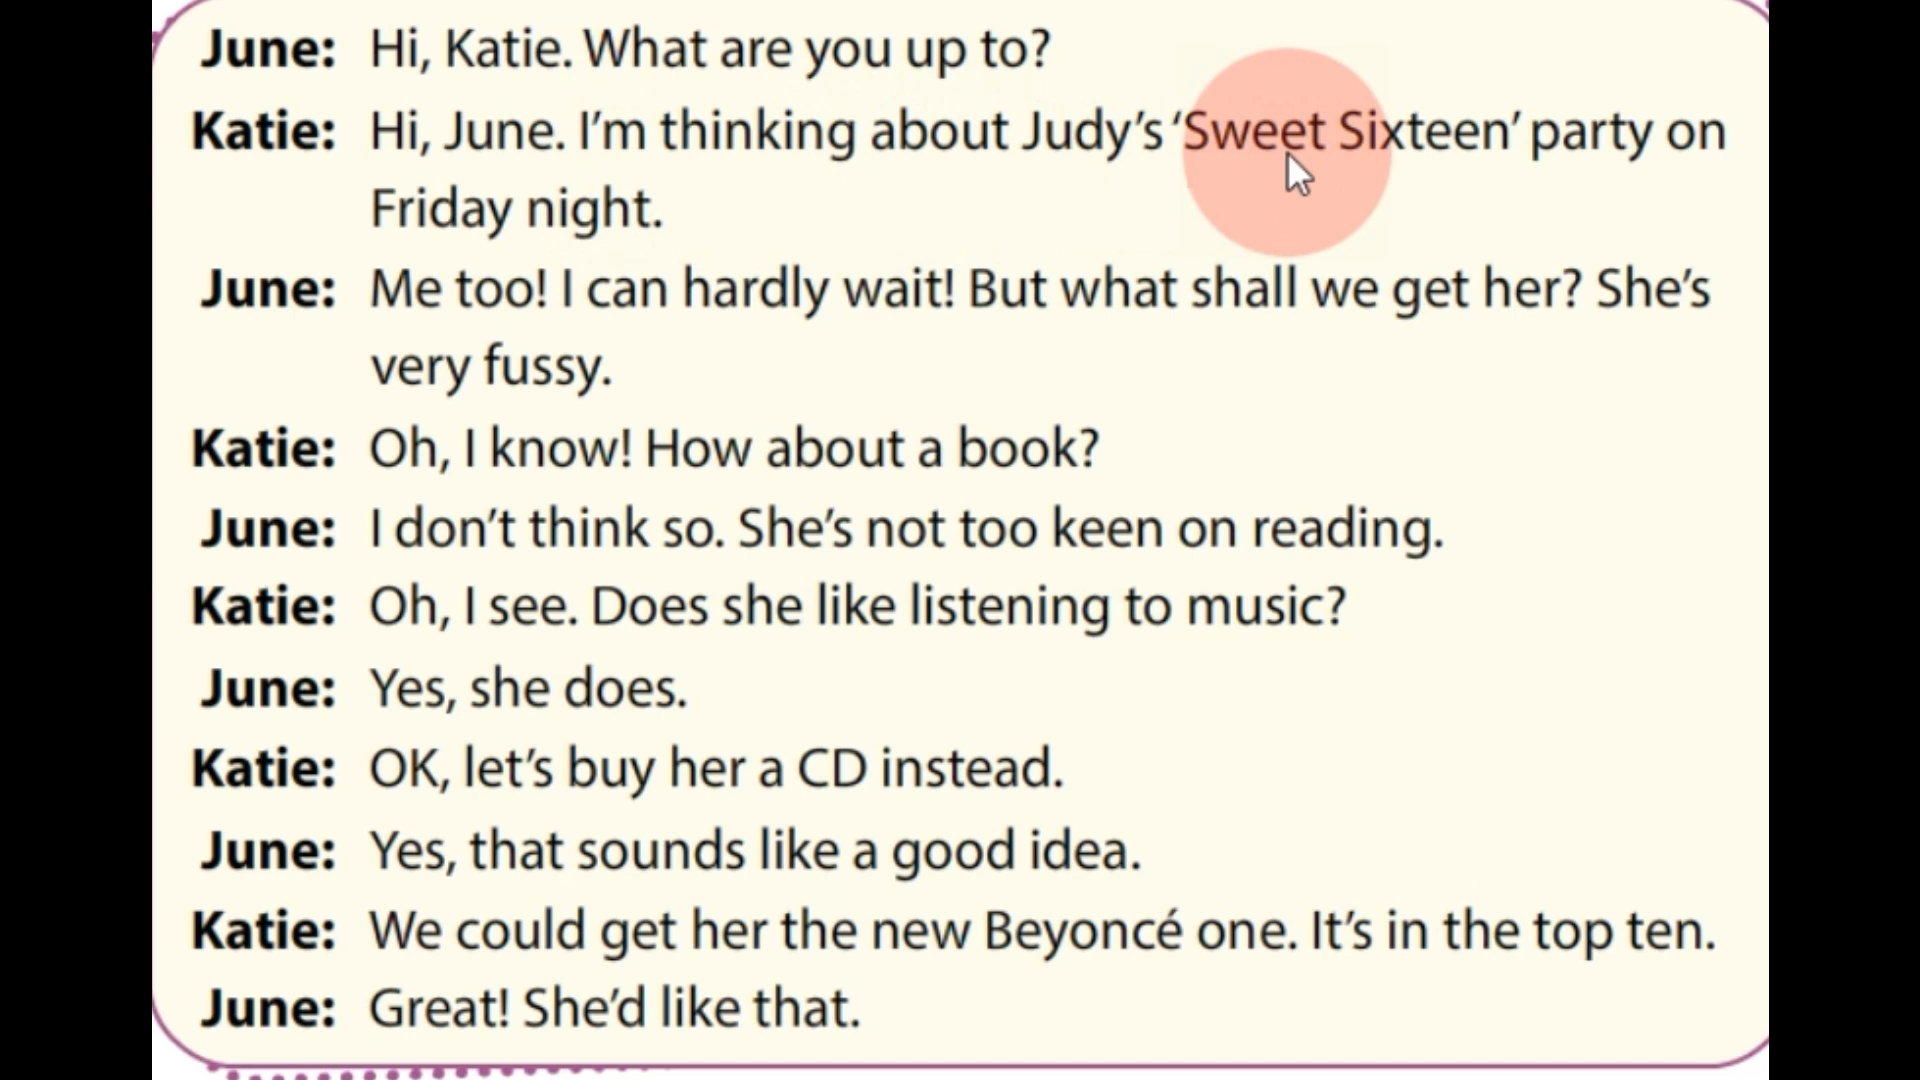 June: Hi, Katie. What are you up to?
Katie: Hi, June. I’m thinking about Judy’s ‘Sweet Sixteen’ party on
Friday night.
June: Me too! I can hardly wait! But what shall we get her? She’s
very fussy.
Katie: Oh, I know! How about a book?
June: I don’t think so. She’s not too keen on reading.
Katie: Oh, I see. Does she like listening to music?
June: Yes, she does.
Katie: OK, let’s buy her a CD instead.
June: Yes, that sounds like a good idea.
Katie: We could get her the new Beyoncé one. It’s in the top ten.
June: Great! She’d like that.